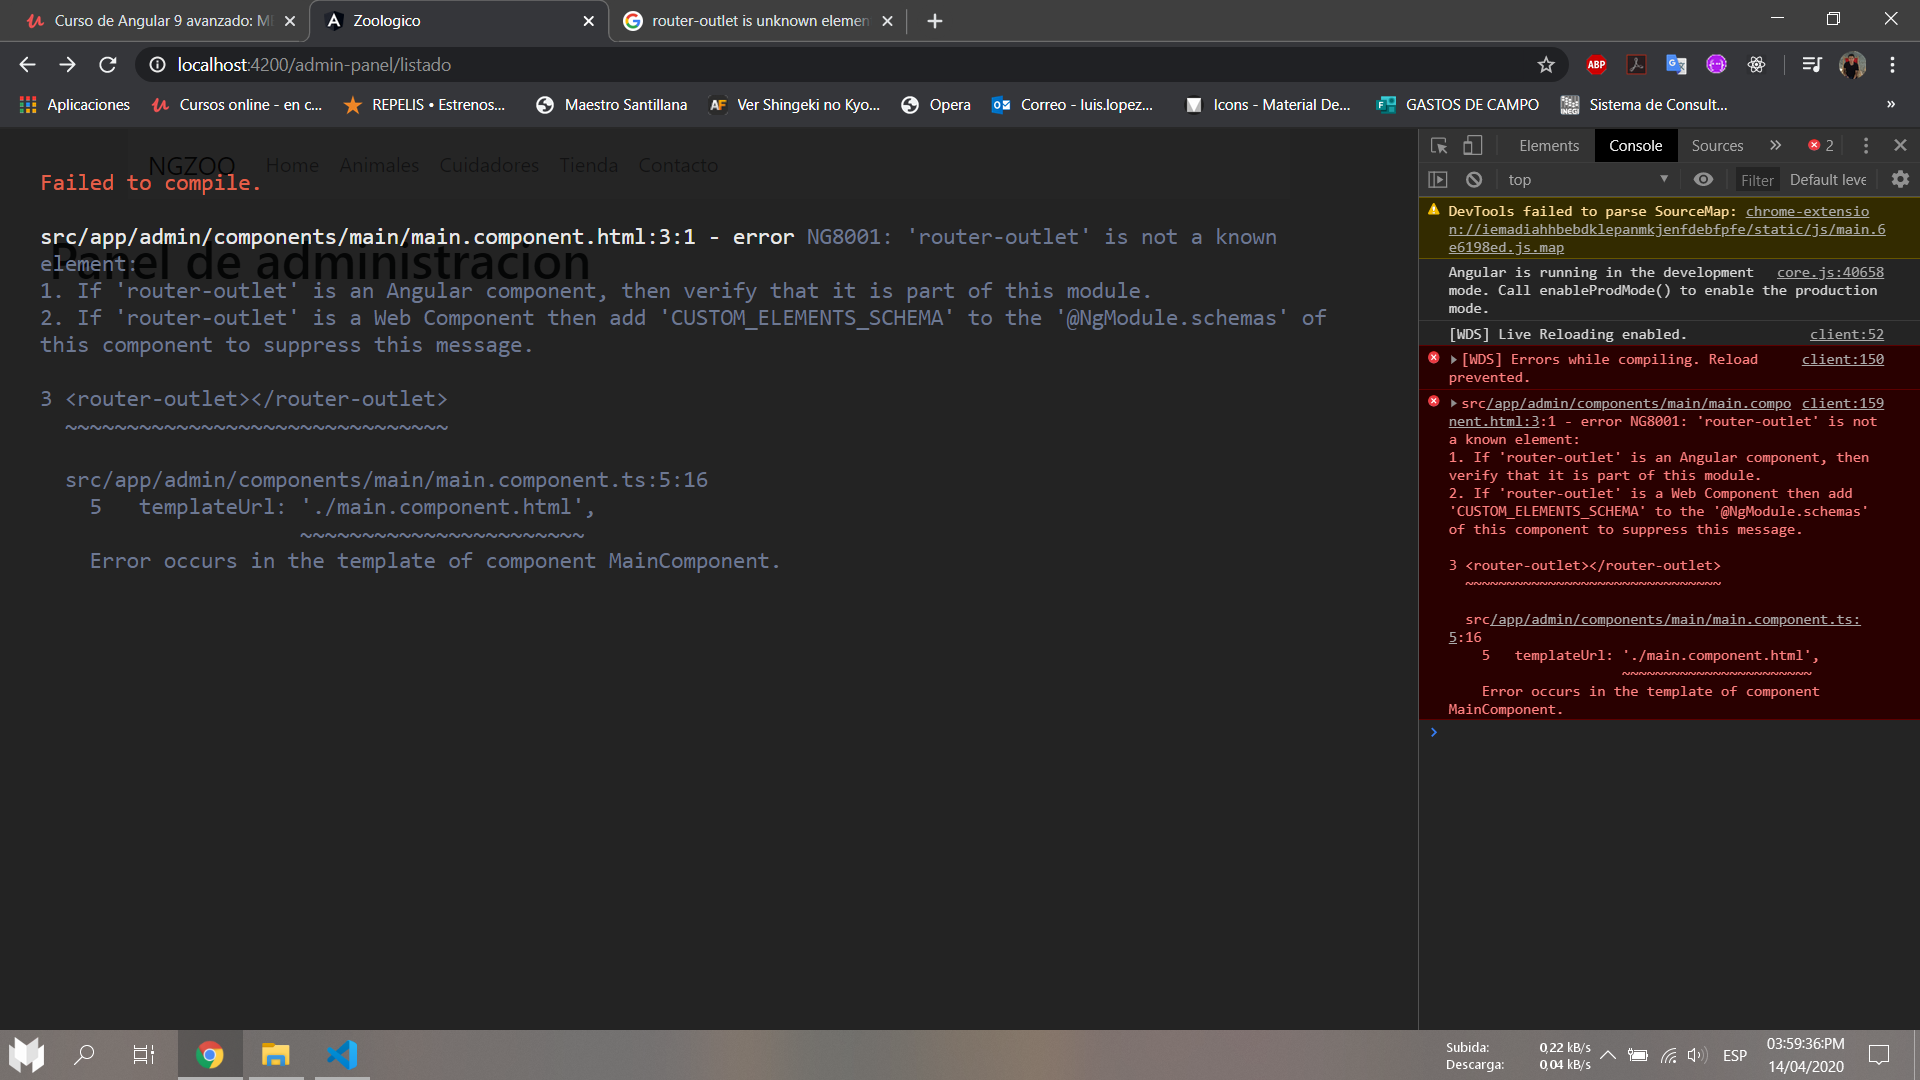 Curso de Angular 9 avanzado: M
Zoologico
router-outlet is unknown elemen
localhost:4200/admin-panel/listado
ABP
Aplicaciones
Cursos online - en c...
REPELIS • Estrenos...
Maestro Santillana
AF
Ver Shingeki no Kyo...
Opera
Correo - luis.lopez...
Icons - Material De...
GASTOS DE CAMPO
INEGI
Sistema de Consult...
»
NGZOO
Home
Animales
Cuidadores
Tienda
Contacto
Failed to compile.
Panel de administracion
src/app/admin/components/main/main.component.html:3:1 - error NG8001: 'router-outlet' is not a known
element:
1. If 'router-outlet' is an Angular component, then verify that it is part of this module.
2. If 'router-outlet' is a Web Component then add 'CUSTOM_ELEMENTS_SCHEMA' to the '@NgModule.schemas' of
this component to suppress this message.
3 <router-outlet></router-outlet>
~~~~~~~~~~~~~~~~~~~~~~~~~~~~~~~
src/app/admin/components/main/main.component.ts:5:16
5   templateUrl: './main.component.html',
~~~~~~~~~~~~~~~~~~~~~~~
Error occurs in the template of component MainComponent.
Elements
Console
Sources
»
2
top
Filter
Default leve
DevTools failed to parse SourceMap: chrome-extensio
n://iemadiahhbebdklepanmkjenfdebfpfe/static/js/main.6
e6198ed.js.map
Angular is running in the development core.js:40658
mode. Call enableProdMode() to enable the production
mode.
[WDS] Live Reloading enabled. client:52
[WDS] Errors while compiling. Reload client:150
prevented.
src/app/admin/components/main/main.compo client:159
nent.html:3:1 - error NG8001: 'router-outlet' is not
a known element:
1. If 'router-outlet' is an Angular component, then
verify that it is part of this module.
2. If 'router-outlet' is a Web Component then add
'CUSTOM_ELEMENTS_SCHEMA' to the '@NgModule.schemas'
of this component to suppress this message.
3 <router-outlet></router-outlet>
~~~~~~~~~~~~~~~~~~~~~~~~~~~~~~~
src/app/admin/components/main/main.component.ts:
5:16
5   templateUrl: './main.component.html',
~~~~~~~~~~~~~~~~~~~~~~~
Error occurs in the template of component
MainComponent.
Subida: 0,22 kB/s
Descarga: 0,04 kB/s
ESP
03:59:36:PM
14/04/2020